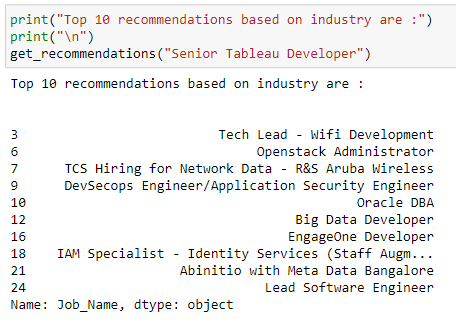 print("Top 10 recommendations based on industry are :")
print("\n")
get_recommendations("Senior Tableau Developer")
Top 10 recommendations based on industry are :
3 Tech Lead - Wifi Development
6 Openstack Administrator
7 TCS Hiring for Network Data - R&S Aruba Wireless
9 DevSecops Engineer/Application Security Engineer
10 Oracle DBA
12 Big Data Developer
16 EngageOne Developer
18 IAM Specialist - Identity Services (Staff Augm...
21 Abinitio with Meta Data Bangalore
24 Lead Software Engineer
Name: Job_Name, dtype: object